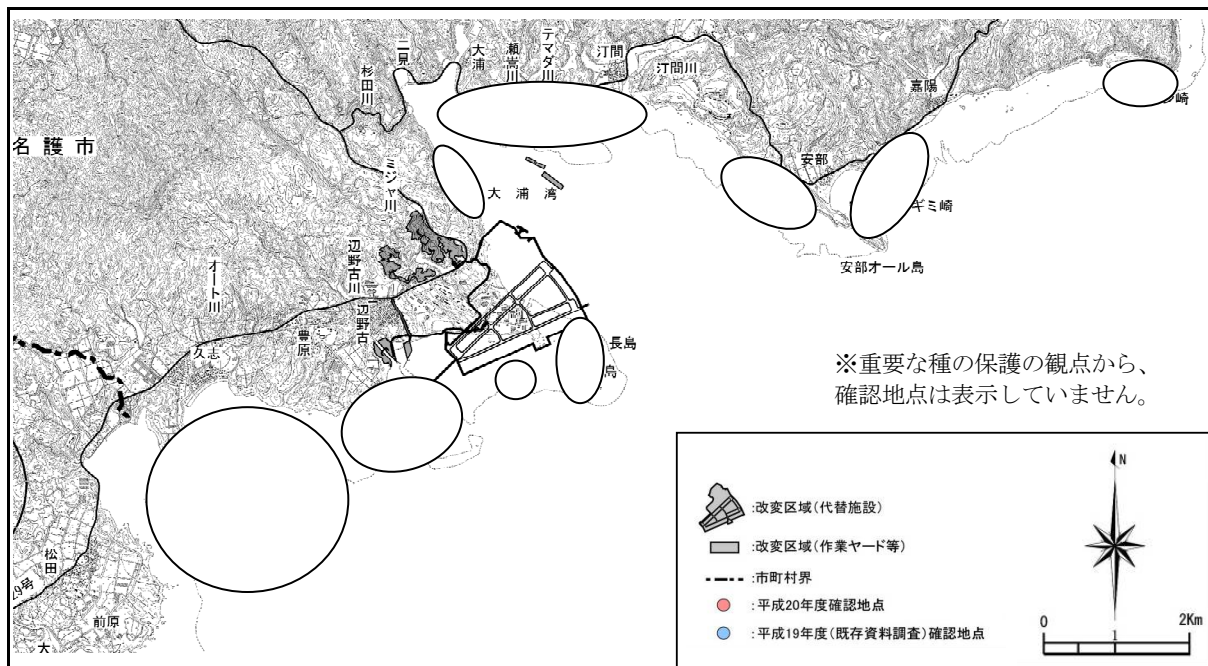 名護市
杉田川
二見
大浦
瀬嵩川
テマダ川
汀間
汀間川
嘉陽
安部
ギミ崎
安部オール島
大浦湾
ミジャ川
辺野古川
辺野古
オート川
豊原
久志
長島
島
松田
29号
前原
大
※重要な種の保護の観点から、
確認地点は表示していません。
:改変区域(代替施設)
:改変区域(作業ヤード等)
:市町村界
:平成20年度確認地点
:平成19年度(既存資料調査)確認地点
N
0 1 2Km